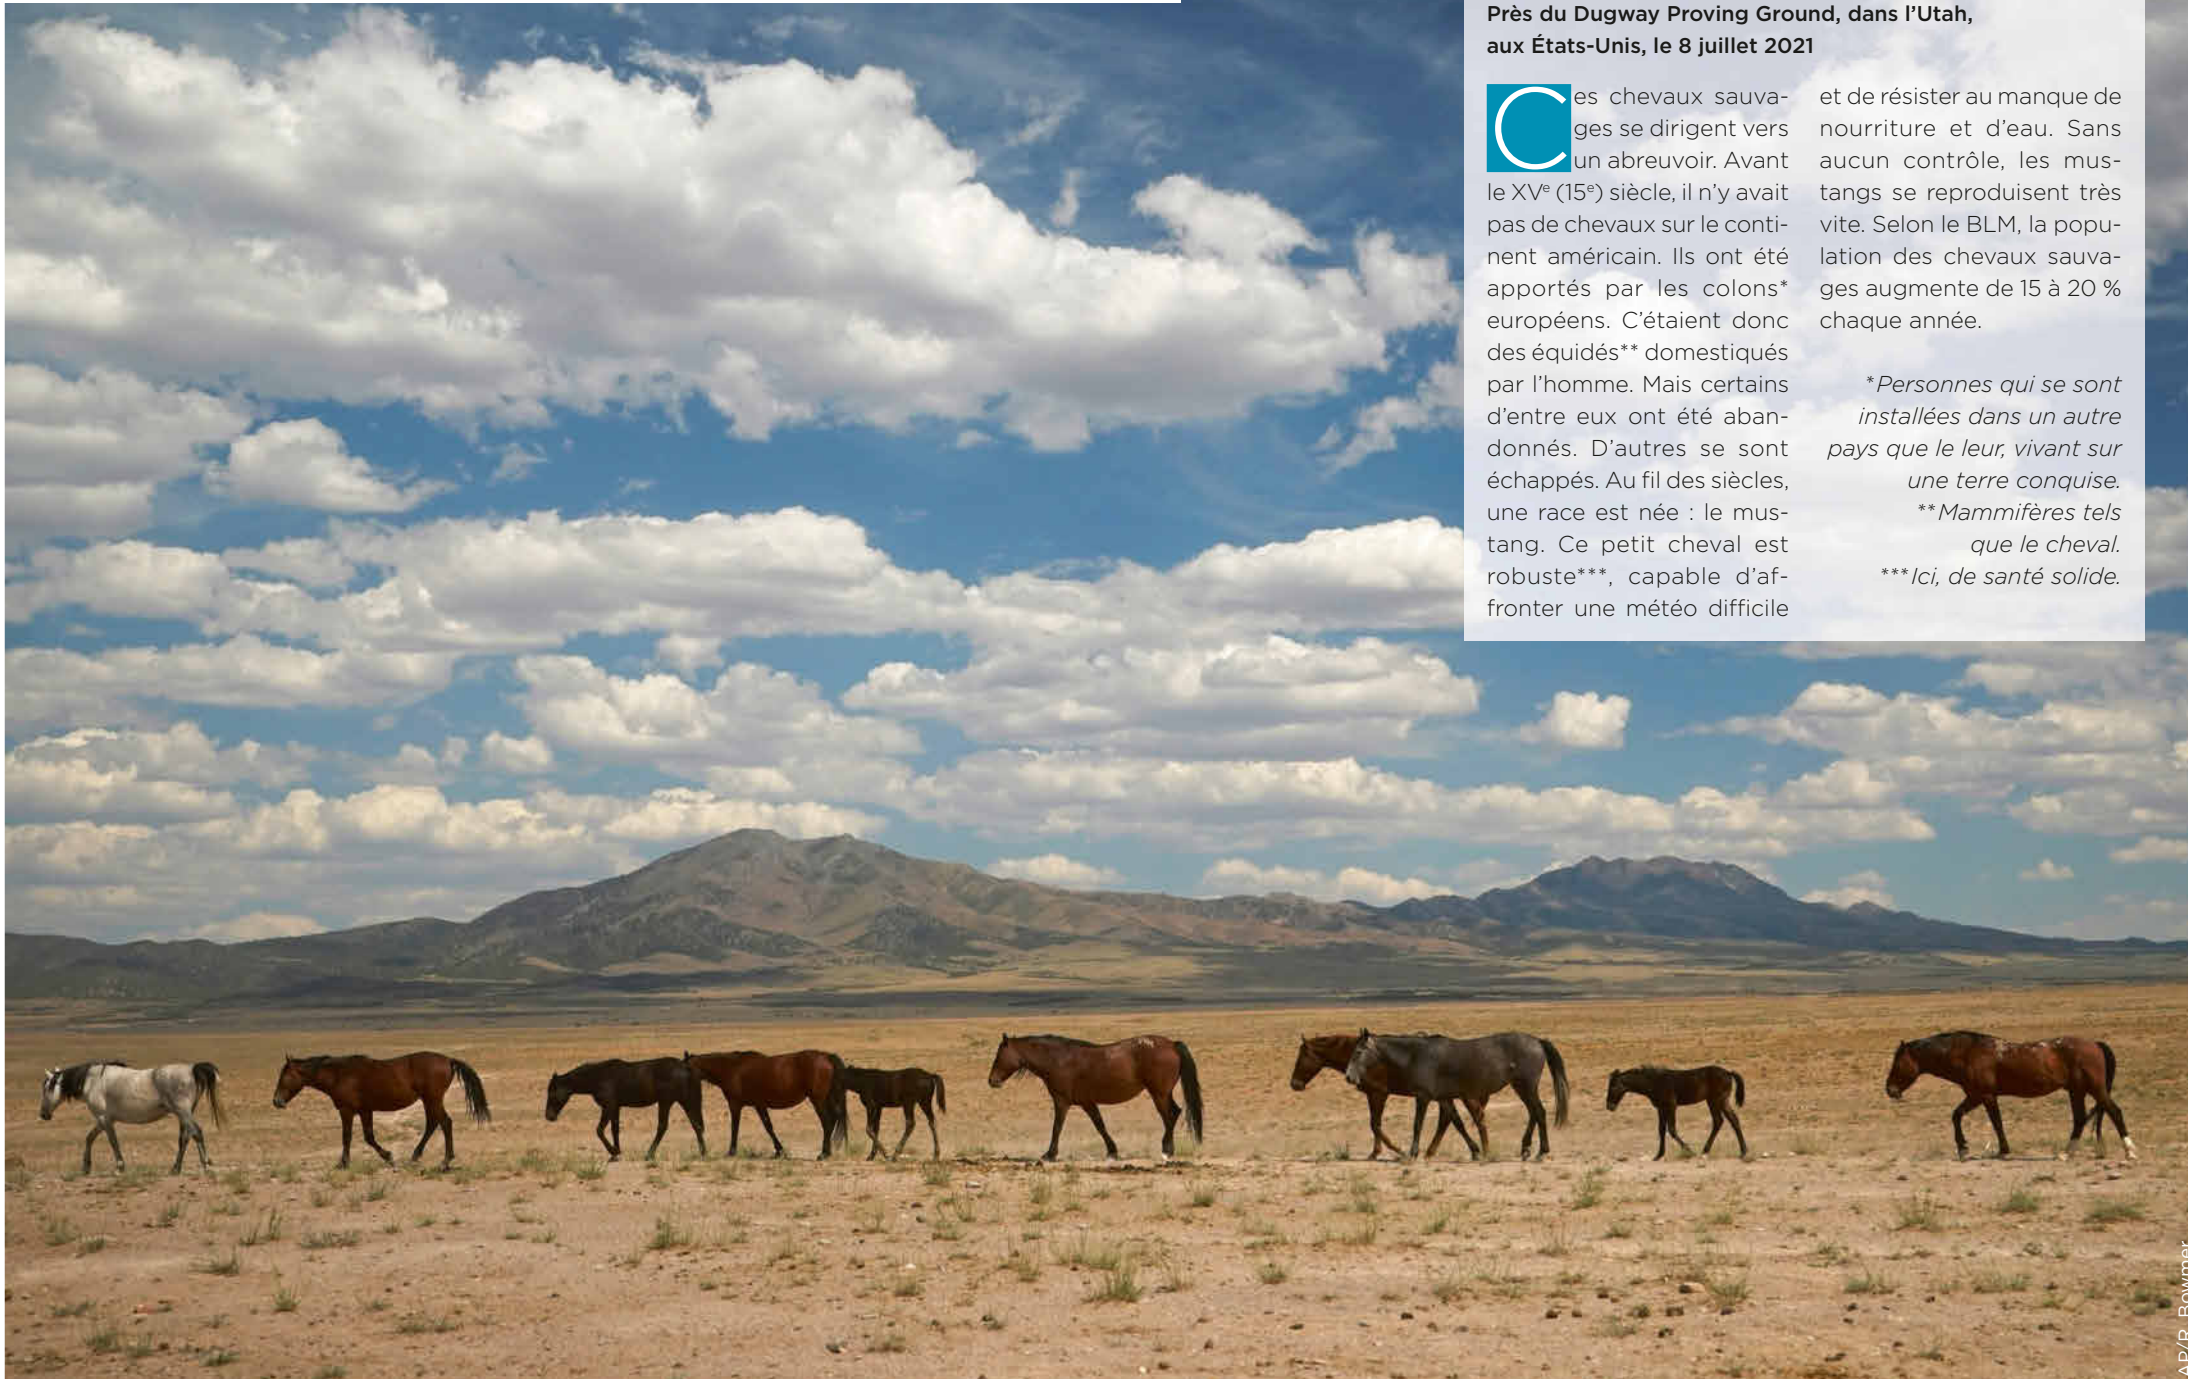 Près du Dugway Proving Ground, dans l’Utah,
aux États-Unis, le 8 juillet 2021
Ces chevaux sauva-
ges se dirigent vers
un abreuvoir. Avant
le XVe (15e) siècle, il n’y avait
pas de chevaux sur le conti-
nent américain. Ils ont été
apportés par les colons*
européens. C’étaient donc
des équidés** domestiqués
par l’homme. Mais certains
d’entre eux ont été aban-
donnés. D’autres se sont
échappés. Au fil des siècles,
une race est née : le mus-
tang. Ce petit cheval est
robuste***, capable d’af-
fronter une météo difficile
et de résister au manque de
nourriture et d’eau. Sans
aucun contrôle, les mus-
tangs se reproduisent très
vite. Selon le BLM, la popu-
lation des chevaux sauva-
ges augmente de 15 à 20 %
chaque année.
*Personnes qui se sont
installées dans un autre
pays que le leur, vivant sur
une terre conquise.
**Mammifères tels
que le cheval.
***Ici, de santé solide.
AP/R. Bowmer